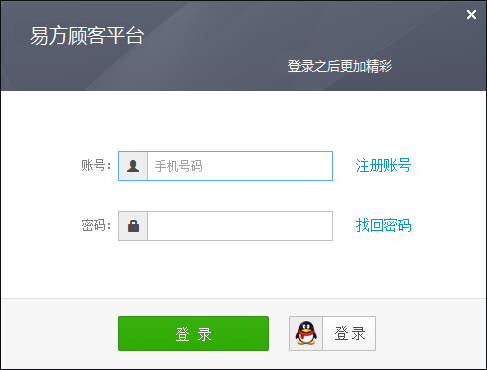 易方顾客平台
登录之后更加精彩
账号： 手机号码 注册账号
密码： 找回密码
登 录 登 录